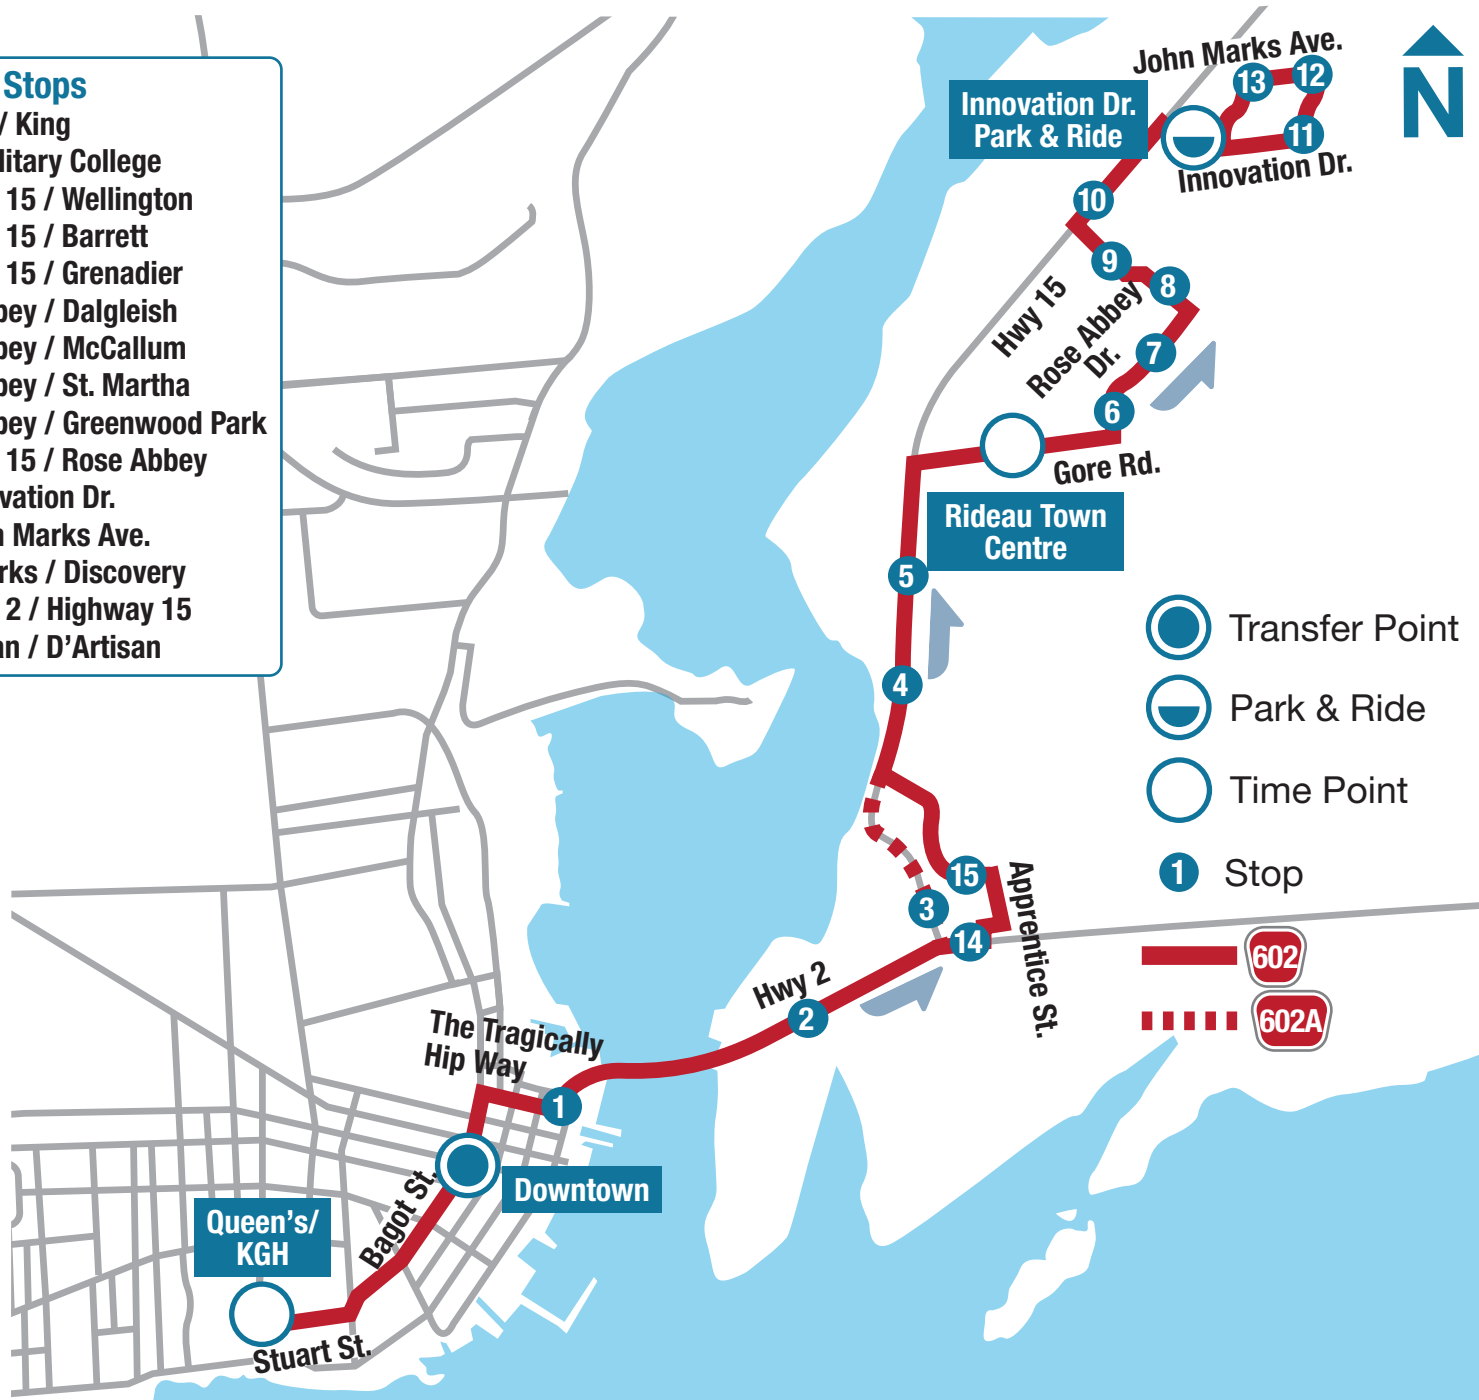 Stops
/ King
litary College
15 / Wellington
15 / Barrett
15 / Grenadier
bey / Dalgleish
bey / McCallum
bey / St. Martha
bey / Greenwood Park
15 / Rose Abbey
vation Dr.
n Marks Ave.
rks / Discovery
2 / Highway 15
nn / D'Artisan
John Marks Ave.
13
12
11
Innovation Dr.
Park & Ride
Innovation Dr.
N
10
9
8
Hwy 15
Rose Abbey
Dr.
7
6
Gore Rd.
Rideau Town
Centre
5
4
Transfer Point
Park & Ride
Time Point
1 Stop
602
602A
15
3
14
Apprentice St.
Hwy 2
2
The Tragically
Hip Way
1
Downtown
Bagot St.
Queen's/
KGH
Stuart St.